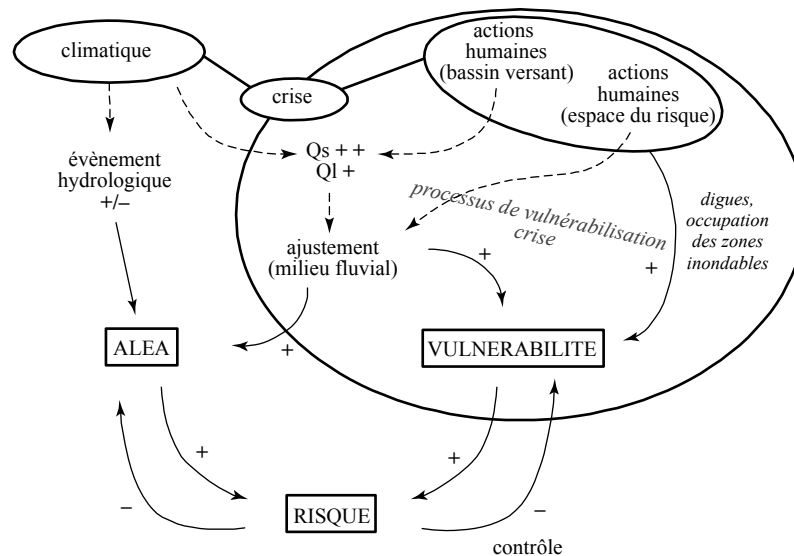 climatique
crise
actions
humaines
(bassin versant)
actions
humaines
(espace du risque)
évènement
hydrologique
+/–
Qs + +
Ql +
processus de vulnérabilisation
crise
digues,
occupation
des zones
inondables
+
ajustement
(milieu fluvial)
+
+
ALEA
VULNERABILITE
+
+
–
–
RISQUE
contrôle